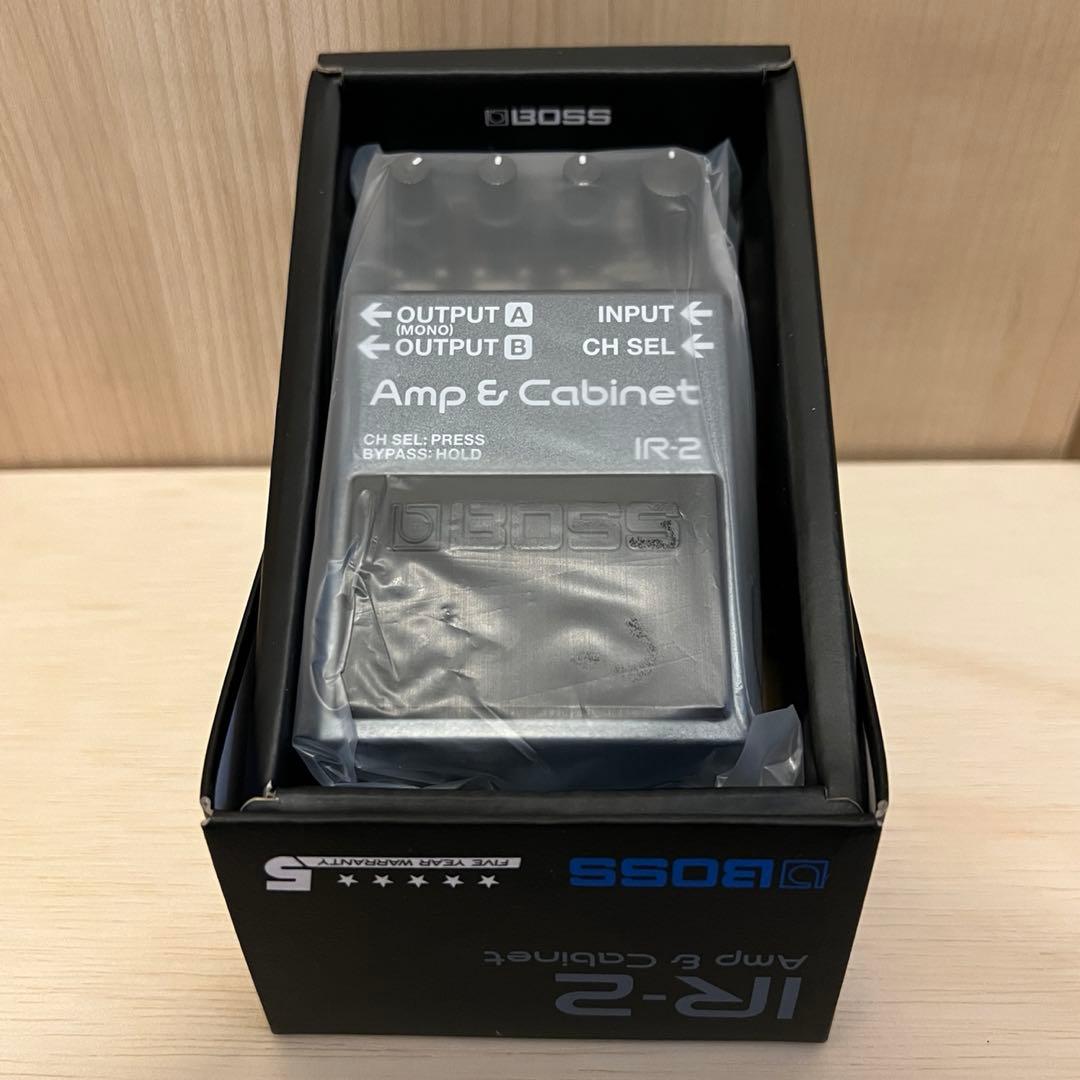 BOSS
OUTPUT A
(MONO)
OUTPUT B
INPUT
CH SEL
Amp & Cabinet
CH SEL: PRESS
BYPASS: HOLD
IR-2
BOSS
FIVE YEAR WARRANTY
5
BOSS
Amp & Cabinet
IR-2